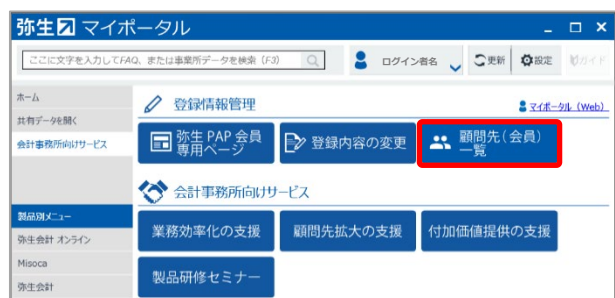 弥生 マイポータル
ここに文字を入力してFAQ、または事業所データを検索 (F3)
ログイン者名
更新
設定
ガイド
ホーム
共有データを開く
会計事務所向けサービス
製品別メニュー
弥生会計 オンライン
Misoca
弥生会計
登録情報管理
マイポータル (Web)
弥生 PAP 会員
専用ページ
登録内容の変更
顧問先(会員)
一覧
会計事務所向けサービス
業務効率化の支援
顧問先拡大の支援
付加価値提供の支援
製品研修セミナー